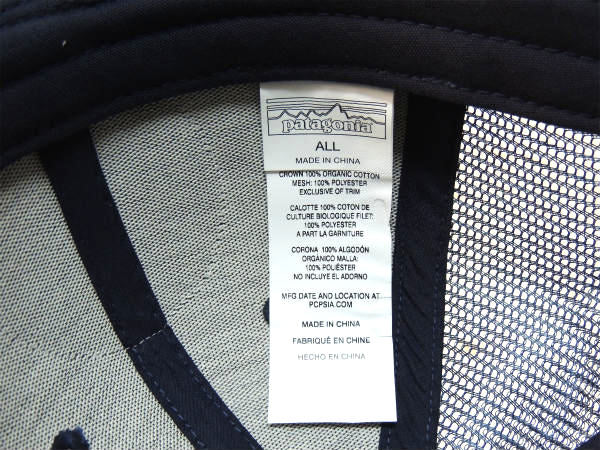 patagonia
ALL
MADE IN CHINA
CROWN 100% ORGANIC COTTON
MESH: 100% POLYESTER
EXCLUSIVE OF TRIM
CALOTTE 100% COTON DE
CULTURE BIOLOGIQUE FILET:
100% POLYESTER
A PART LA GARNITURE
CORONA: 100% ALGODÓN
ORGÁNICO MALLA:
100% POLIÉSTER
NO INCLUYE EL ADORNO
MFG DATE AND LOCATION AT:
PCPSIA.COM
MADE IN CHINA
FABRIQUÉ EN CHINE
HECHO EN CHINA